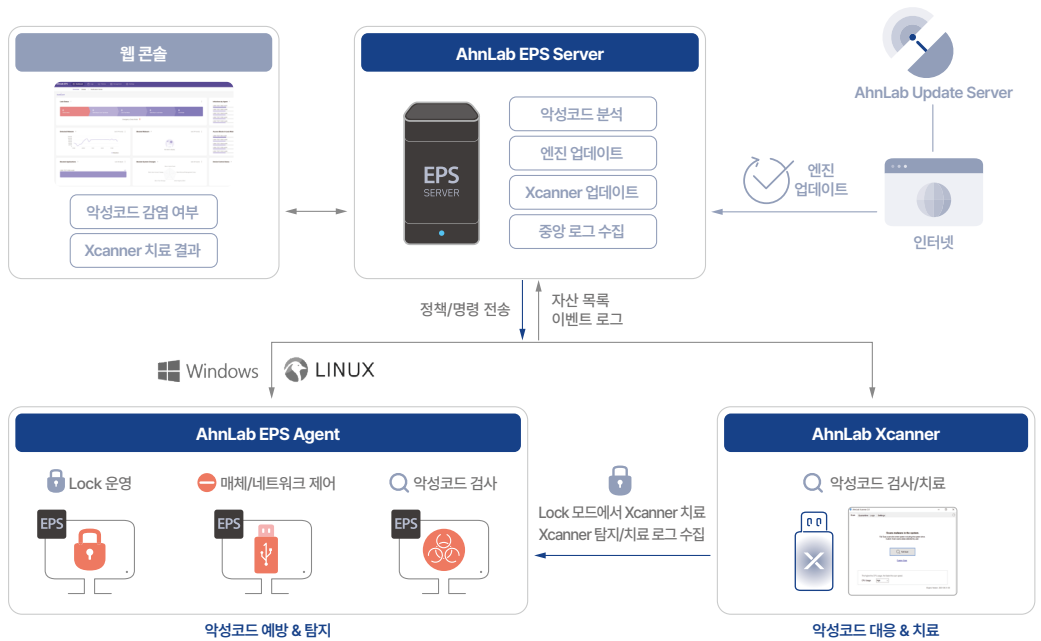 웹 콘솔
악성코드 감염 여부
Xcanner 치료 결과
AhnLab EPS Server
EPS
SERVER
악성코드 분석
엔진 업데이트
Xcanner 업데이트
중앙 로그 수집
AhnLab Update Server
엔진
업데이트
인터넷
정책/명령 전송
자산 목록
이벤트 로그
Windows
LINUX
AhnLab EPS Agent
Lock 운영
매체/네트워크 제어
악성코드 검사
EPS
EPS
EPS
악성코드 예방 & 탐지
Lock 모드에서 Xcanner 치료
Xcanner 탐지/치료 로그 수집
AhnLab Xcanner
악성코드 검사/치료
X
악성코드 대응 & 치료